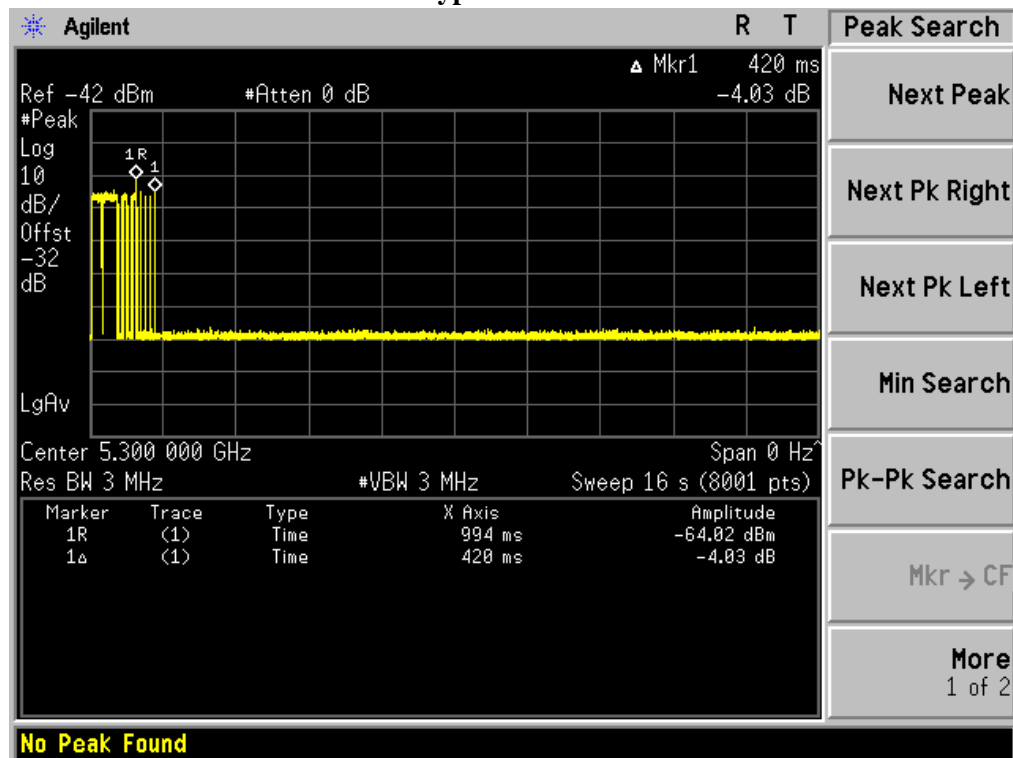 Agilent R T
Peak Search
▵ Mkr1 420 ms
Ref -42 dBm #Atten 0 dB -4.03 dB
#Peak
Log
10
dB/
Offst
-32
dB
1R
1
LgAv
Center 5.300 000 GHz Span 0 Hz^
Res BW 3 MHz #VBW 3 MHz Sweep 16 s (8001 pts)
Marker Trace Type X Axis Amplitude
1R (1) Time 994 ms -64.02 dBm
1▵ (1) Time 420 ms -4.03 dB
Next Peak
Next Pk Right
Next Pk Left
Min Search
Pk-Pk Search
Mkr → CF
More
1 of 2
No Peak Found